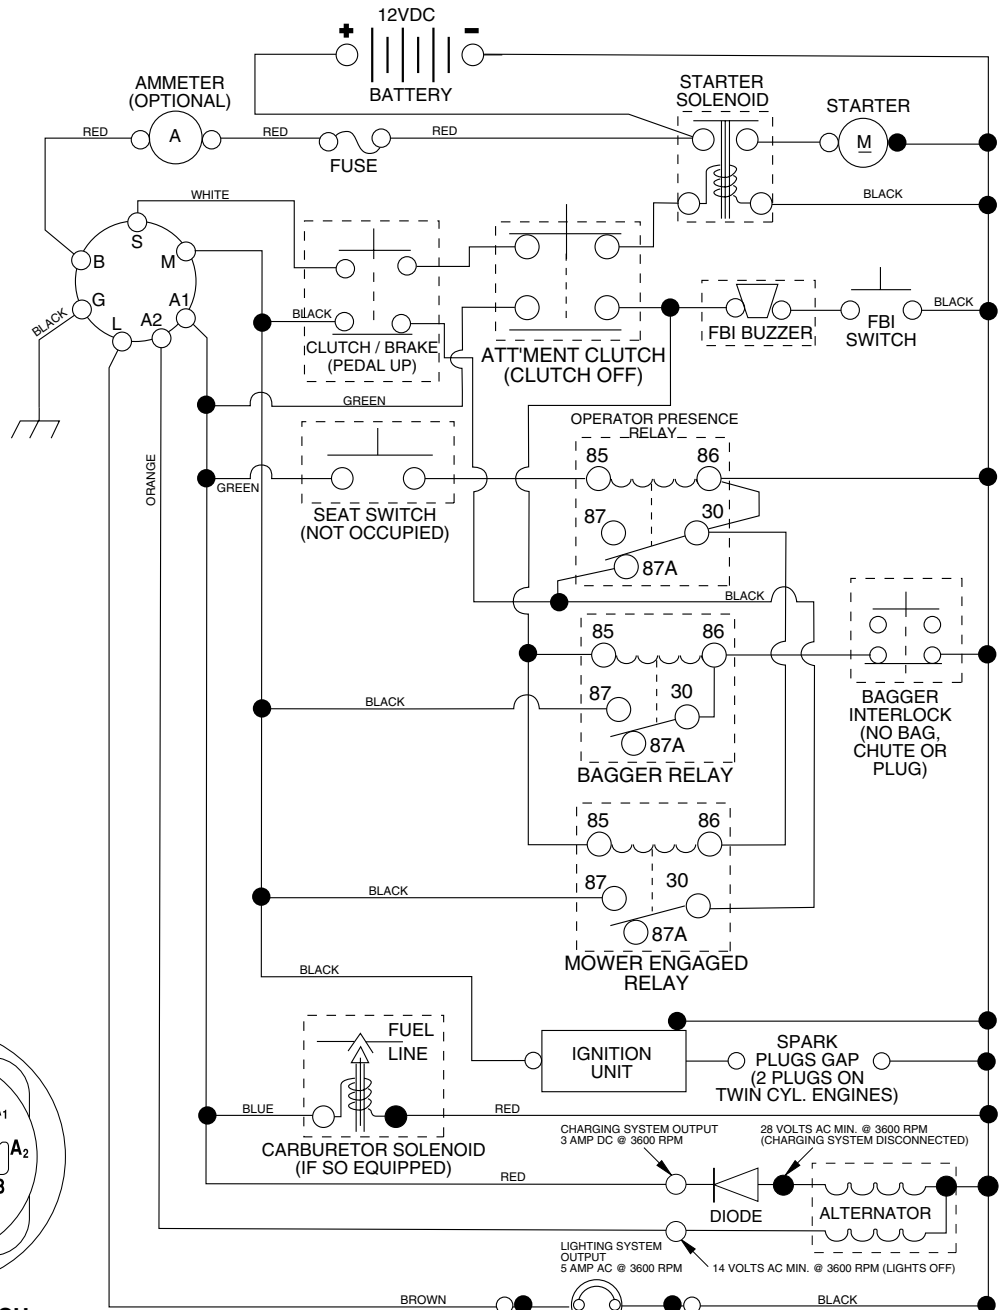 12VDC
+ -
BATTERY
AMMETER
(OPTIONAL)
STARTER
SOLENOID
STARTER
RED
A
RED
FUSE
RED
M
WHITE
BLACK
S
B
M
G
A1
L
A2
BLACK
BLACK
CLUTCH / BRAKE
(PEDAL UP)
ATT'MENT CLUTCH
(CLUTCH OFF)
FBI BUZZER
FBI
SWITCH
BLACK
GREEN
OPERATOR PRESENCE
RELAY
ORANGE
GREEN
SEAT SWITCH
(NOT OCCUPIED)
85
86
87
30
87A
BLACK
85
86
87
30
87A
BLACK
BAGGER RELAY
BAGGER
INTERLOCK
(NO BAG,
CHUTE OR
PLUG)
85
86
87
30
87A
BLACK
MOWER ENGAGED
RELAY
BLACK
FUEL
LINE
IGNITION
UNIT
SPARK
PLUGS GAP
(2 PLUGS ON
TWIN CYL. ENGINES)
BLUE
RED
CARBURETOR SOLENOID
(IF SO EQUIPPED)
CHARGING SYSTEM OUTPUT
3 AMP DC @ 3600 RPM
28 VOLTS AC MIN. @ 3600 RPM
(CHARGING SYSTEM DISCONNECTED)
RED
DIODE
ALTERNATOR
LIGHTING SYSTEM
OUTPUT
5 AMP AC @ 3600 RPM
14 VOLTS AC MIN. @ 3600 RPM (LIGHTS OFF)
BROWN
BLACK
A2